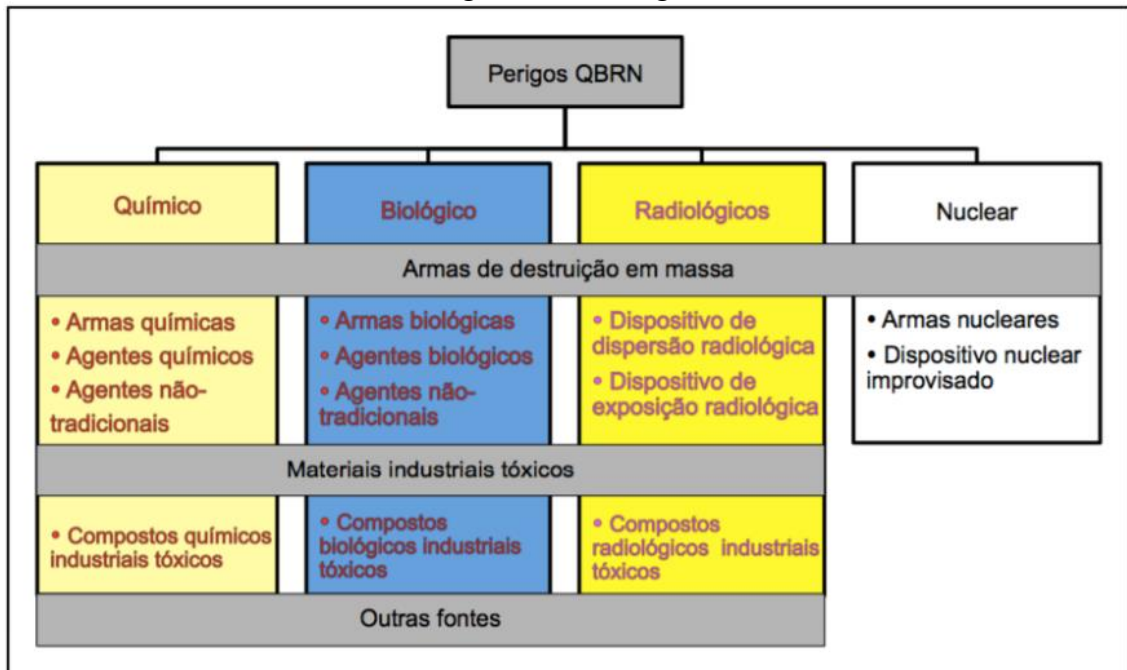 Perigos QBRN
Químico
Biológico
Radiológicos
Nuclear
Armas de destruição em massa
• Armas químicas
• Agentes químicos
• Agentes não-
tradicionais
• Armas biológicas
• Agentes biológicos
• Agentes não-
tradicionais
• Dispositivo de
dispersão radiológica
• Dispositivo de
exposição radiológica
• Armas nucleares
• Dispositivo nuclear
improvisado
Materiais industriais tóxicos
• Compostos químicos
industriais tóxicos
• Compostos
biológicos industriais
tóxicos
• Compostos
radiológicos industriais
tóxicos
Outras fontes